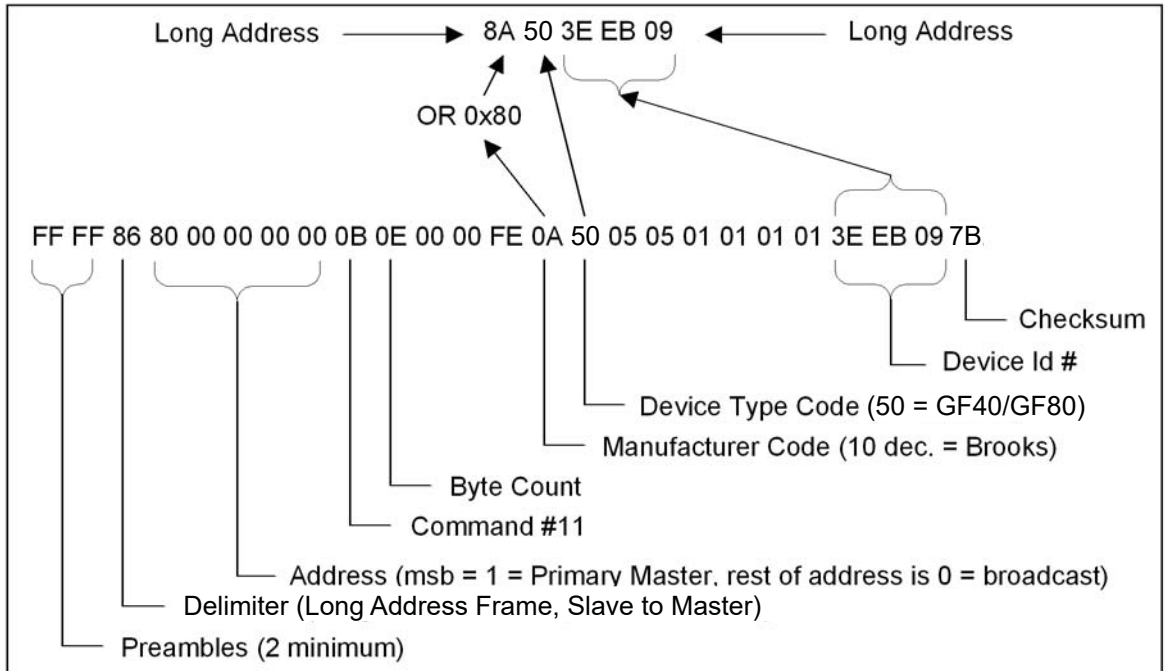 Long Address 8A 50 3E EB 09 Long Address
OR 0x80
FF FF 86 80 00 00 00 00 0B 0E 00 00 FE 0A 50 05 05 01 01 01 01 3E EB 09 7B
Checksum
Device Id #
Device Type Code (50 = GF40/GF80)
Manufacturer Code (10 dec. = Brooks)
Byte Count
Command #11
Address (msb = 1 = Primary Master, rest of address is 0 = broadcast)
Delimiter (Long Address Frame, Slave to Master)
Preambles (2 minimum)